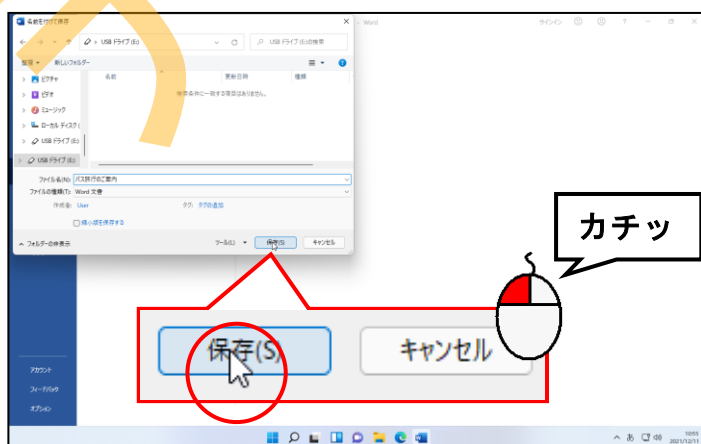 名前を付けて保存
- Word
サインイン
USB ドライブ (E:)
USB ドライブ (E:)の検索
整理 新しいフォルダー
名前 更新日時 種類
検索条件に一致する項目はありません。
ピクチャ
ビデオ
ミュージック
ローカル ディスク (
USB ドライブ (E:)
USB ドライブ (E:)
ファイル名(N): バス旅行のご案内
ファイルの種類(T): Word 文書
作成者: User タグ: タグの追加
縮小版を保存する
フォルダーの非表示 ツール(L) 保存(S) キャンセル
カチッ
保存(S) キャンセル
アカウント
フィードバック
オプション
あ 10:55
2021/12/11